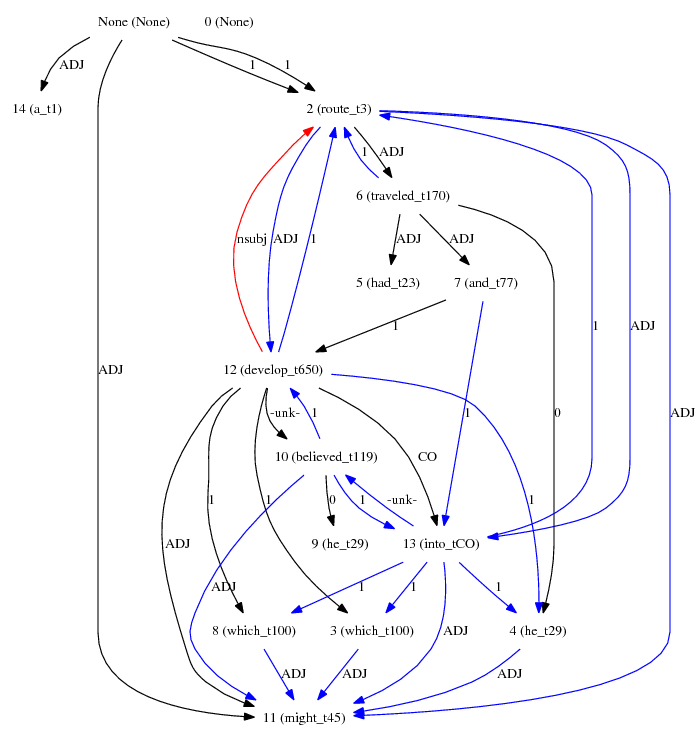 None (None) 0 (None)
ADJ 1 1
14 (a_t1) 2 (route_t3)
1 ADJ
6 (traveled_t170)
nsubj ADJ 1 ADJ ADJ
5 (had_t23) 7 (and_t77)
1 1 ADJ
12 (develop_t650)
ADJ -unk- 1 1 0 ADJ
10 (believed_t119) CO
1 1 0 1 -unk- 1
ADJ 9 (he_t29) 13 (into_tCO)
ADJ 1 1 1
8 (which_t100) 3 (which_t100) ADJ 4 (he_t29)
ADJ ADJ ADJ
11 (might_t45)